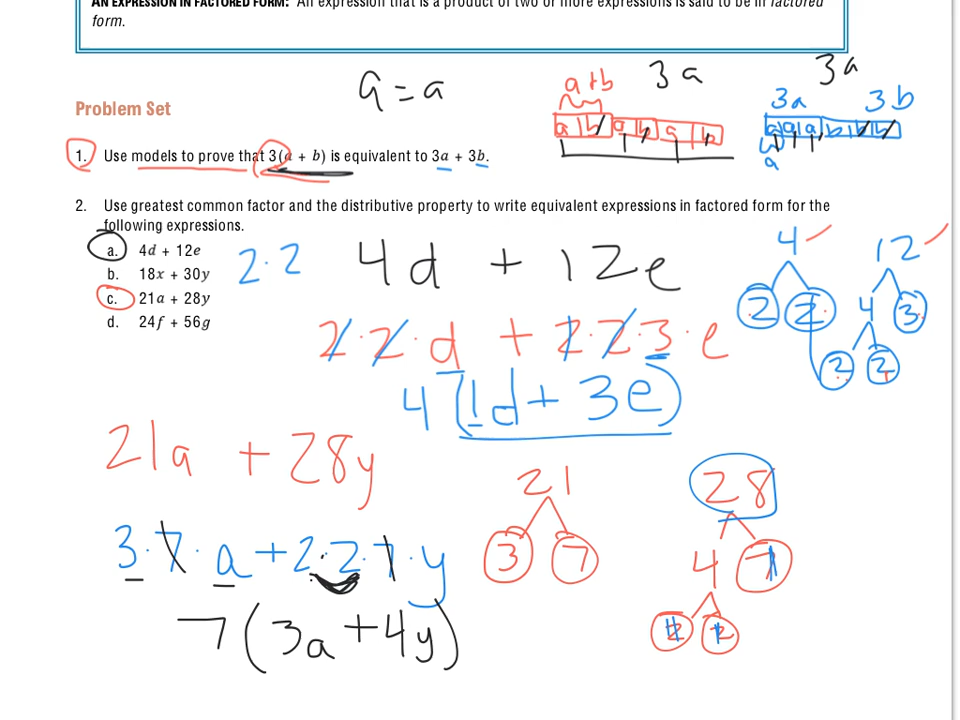 AN EXPRESSION IN FACTORED FORM: An expression that is a product of two or more expressions is said to be in factored
form.
a = a
a+b 3a
3a
3a 3b
a b a b a b
a a a b b b
a
Problem Set
1. Use models to prove that 3(a + b) is equivalent to 3a + 3b.
2. Use greatest common factor and the distributive property to write equivalent expressions in factored form for the
following expressions.
a. 4d + 12e
b. 18x + 30y
c. 21a + 28y
d. 24f + 56g
2·2 4d + 12e
4 12
2 2 4 3
2 2
2·2·d + 2·2·3·e
4(1d + 3e)
21a + 28y
21 28
3·7·a + 2·2·7·y
3 7
4 7
7(3a + 4y)
2 2